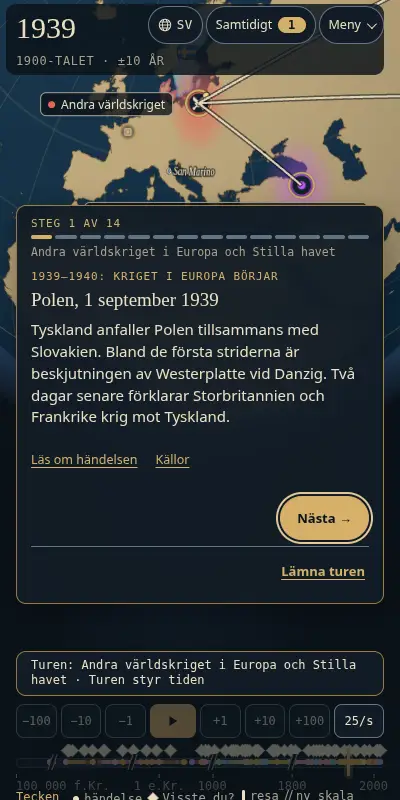 1939
SV
Samtidigt 1
Meny
1900-TALET · ±10 ÅR
Andra världskriget
San Marino
STEG 1 AV 14
Andra världskriget i Europa och Stilla havet
1939–1940: KRIGET I EUROPA BÖRJAR
Polen, 1 september 1939
Tyskland anfaller Polen tillsammans med
Slovakien. Bland de första striderna är
beskjutningen av Westerplatte vid Danzig. Två
dagar senare förklarar Storbritannien och
Frankrike krig mot Tyskland.
Läs om händelsen Källor
Nästa →
Lämna turen
Turen: Andra världskriget i Europa och Stilla
havet · Turen styr tiden
−100 −10 −1 +1 +10 +100 25/s
100 000 f.Kr. 1 e.Kr. 1000 1800 2000
Tecken händelse Visste du? resa // ny skala